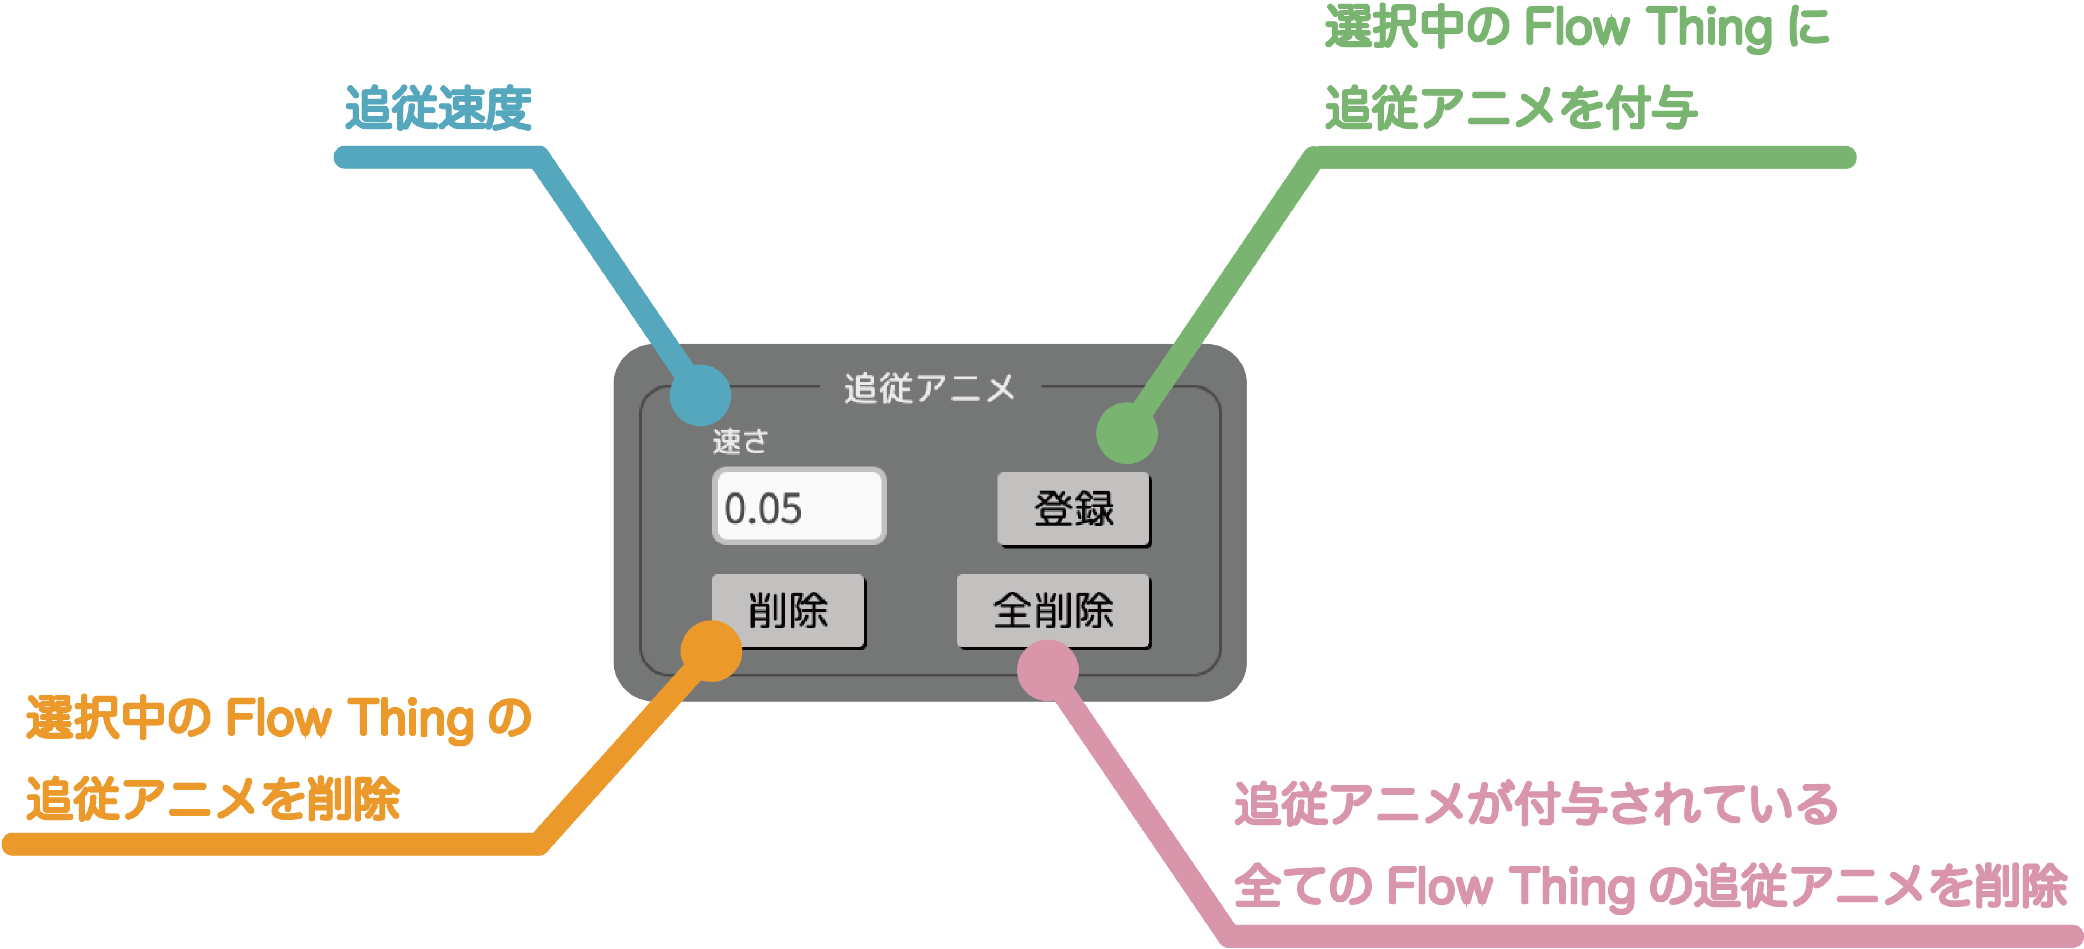 選択中の Flow Thing に
追従アニメを付与
追従速度
追従アニメ
速さ
0.05
登録
削除
全削除
選択中の Flow Thing の
追従アニメを削除
追従アニメが付与されている
全ての Flow Thing の追従アニメを削除